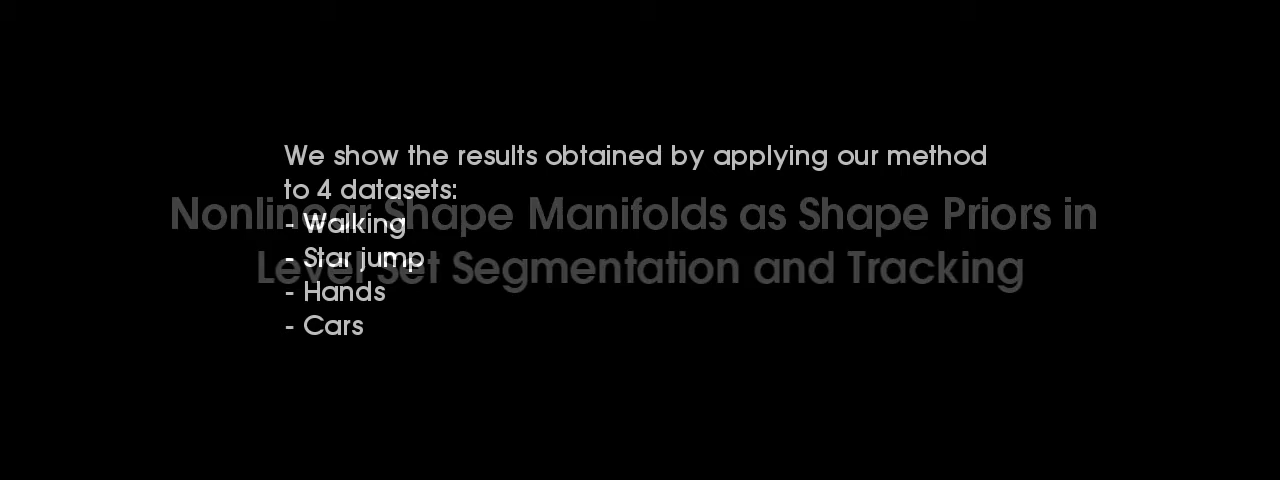 We show the results obtained by applying our method
to 4 datasets:
- Walking
- Star jump
- Hands
- Cars
Nonlinear Shape Manifolds as Shape Priors in
Level Set Segmentation and Tracking